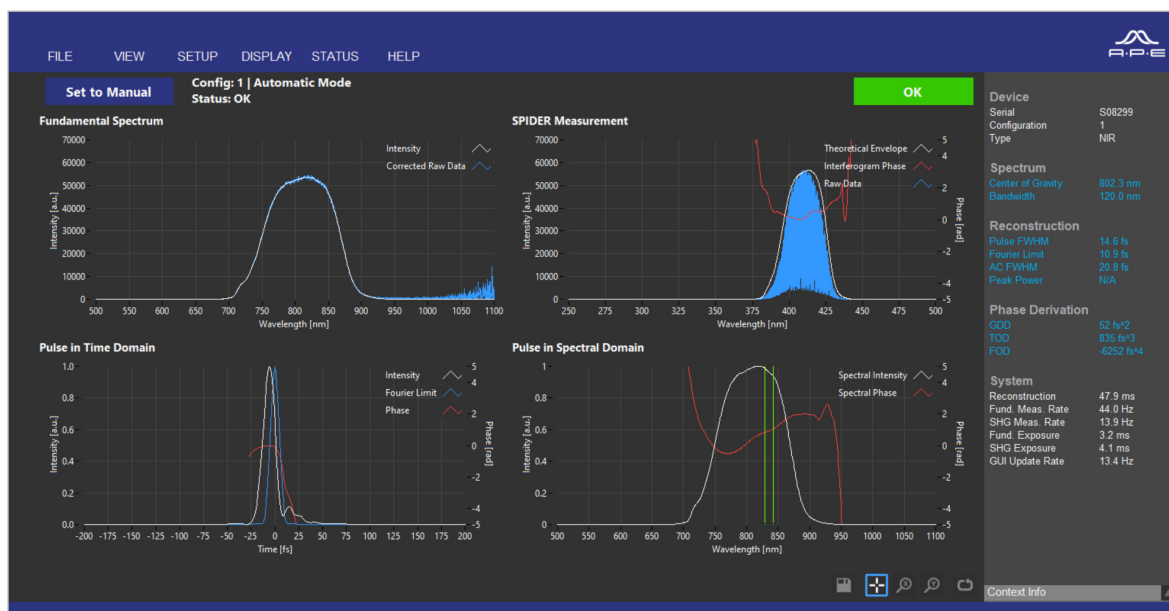 A·P·E
FILE VIEW SETUP DISPLAY STATUS HELP
Set to Manual
Config: 1 | Automatic Mode
Status: OK
OK
Fundamental Spectrum
70000
60000
50000
40000
30000
20000
10000
0
Intensity [a.u.]
Intensity
Corrected Raw Data
500 550 600 650 700 750 800 850 900 950 1000 1050 1100
Wavelength [nm]
SPIDER Measurement
70000
60000
50000
40000
30000
20000
10000
0
Intensity [a.u.]
Theoretical Envelope
Interferogram Phase
Raw Data
5
4
2
0
-2
-4
-5
Phase [rad]
250 275 300 325 350 375 400 425 450 475 500
Wavelength [nm]
Pulse in Time Domain
1.0
0.8
0.6
0.4
0.2
0.0
Intensity [a.u.]
Intensity
Fourier Limit
Phase
5
4
2
0
-2
-4
-5
Phase [rad]
-200 -175 -150 -125 -100 -75 -50 -25 0 25 50 75 100 125 150 175 200
Time [fs]
Pulse in Spectral Domain
1
0.8
0.6
0.4
0.2
0
Intensity [a.u.]
Spectral Intensity
Spectral Phase
5
4
2
0
-2
-4
-5
Phase [rad]
500 550 600 650 700 750 800 850 900 950 1000 1050 1100
Wavelength [nm]
Device
Serial S08299
Configuration 1
Type NIR
Spectrum
Center of Gravity 802.3 nm
Bandwidth 120.0 nm
Reconstruction
Pulse FWHM 14.6 fs
Fourier Limit 10.9 fs
AC FWHM 20.8 fs
Peak Power N/A
Phase Derivation
GDD 52 fs^2
TOD 835 fs^3
FOD -6252 fs^4
System
Reconstruction 47.9 ms
Fund. Meas. Rate 44.0 Hz
SHG Meas. Rate 13.9 Hz
Fund. Exposure 3.2 ms
SHG Exposure 4.1 ms
GUI Update Rate 13.4 Hz
X
Y
Context Info